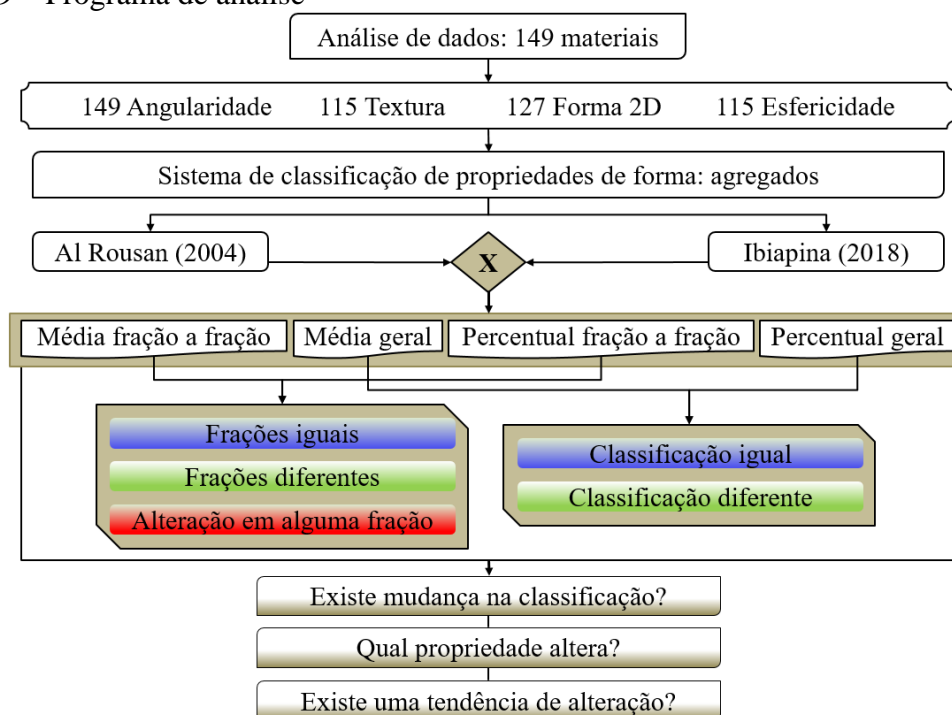 9 – Programa de análise
Análise de dados: 149 materiais
149 Angularidade 115 Textura 127 Forma 2D 115 Esfericidade
Sistema de classificação de propriedades de forma: agregados
Al Rousan (2004) X Ibiapina (2018)
Média fração a fração Média geral Percentual fração a fração Percentual geral
Frações iguais
Frações diferentes
Alteração em alguma fração
Classificação igual
Classificação diferente
Existe mudança na classificação?
Qual propriedade altera?
Existe uma tendência de alteração?